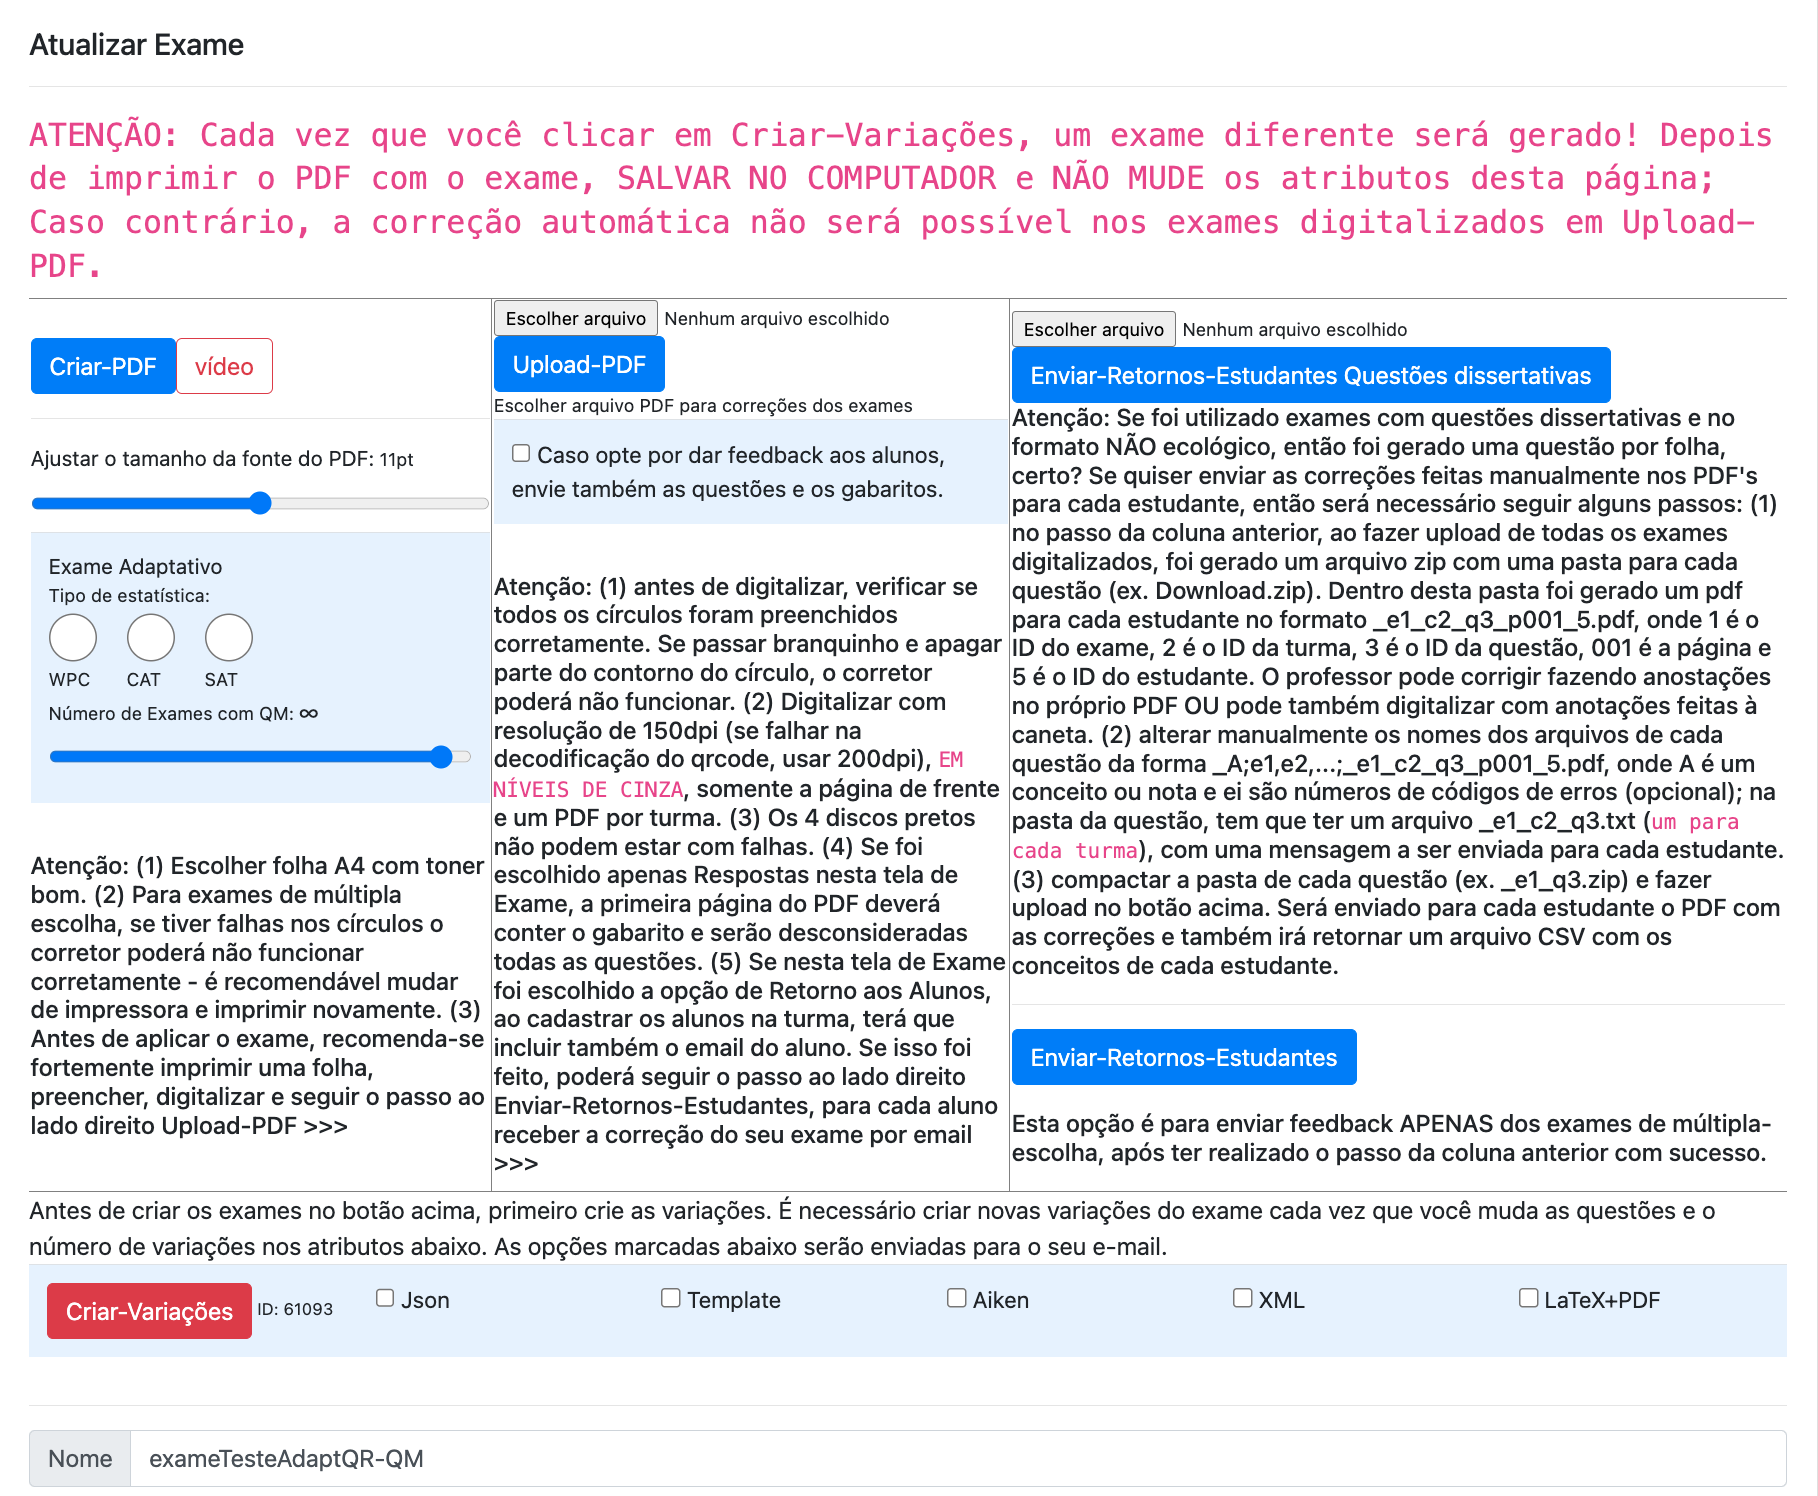 Atualizar Exame
ATENÇÃO: Cada vez que você clicar em Criar-Variações, um exame diferente será gerado! Depois
de imprimir o PDF com o exame, SALVAR NO COMPUTADOR e NÃO MUDE os atributos desta página;
Caso contrário, a correção automática não será possível nos exames digitalizados em Upload-
PDF.
Criar-PDF vídeo
Ajustar o tamanho da fonte do PDF: 11pt
Exame Adaptativo
Tipo de estatística:
WPC CAT SAT
Número de Exames com QM: ∞
Atenção: (1) Escolher folha A4 com toner
bom. (2) Para exames de múltipla
escolha, se tiver falhas nos círculos o
corretor poderá não funcionar
corretamente - é recomendável mudar
de impressora e imprimir novamente. (3)
Antes de aplicar o exame, recomenda-se
fortemente imprimir uma folha,
preencher, digitalizar e seguir o passo ao
lado direito Upload-PDF >>>
Escolher arquivo Nenhum arquivo escolhido
Upload-PDF
Escolher arquivo PDF para correções dos exames
Caso opte por dar feedback aos alunos,
envie também as questões e os gabaritos.
Atenção: (1) antes de digitalizar, verificar se
todos os círculos foram preenchidos
corretamente. Se passar branquinho e apagar
parte do contorno do círculo, o corretor
poderá não funcionar. (2) Digitalizar com
resolução de 150dpi (se falhar na
decodificação do qrcode, usar 200dpi), EM
NÍVEIS DE CINZA, somente a página de frente
e um PDF por turma. (3) Os 4 discos pretos
não podem estar com falhas. (4) Se foi
escolhido apenas Respostas nesta tela de
Exame, a primeira página do PDF deverá
conter o gabarito e serão desconsideradas
todas as questões. (5) Se nesta tela de Exame
foi escolhido a opção de Retorno aos Alunos,
ao cadastrar os alunos na turma, terá que
incluir também o email do aluno. Se isso foi
feito, poderá seguir o passo ao lado direito
Enviar-Retornos-Estudantes, para cada aluno
receber a correção do seu exame por email
>>>
Escolher arquivo Nenhum arquivo escolhido
Enviar-Retornos-Estudantes Questões dissertativas
Atenção: Se foi utilizado exames com questões dissertativas e no
formato NÃO ecológico, então foi gerado uma questão por folha,
certo? Se quiser enviar as correções feitas manualmente nos PDF's
para cada estudante, então será necessário seguir alguns passos: (1)
no passo da coluna anterior, ao fazer upload de todas os exames
digitalizados, foi gerado um arquivo zip com uma pasta para cada
questão (ex. Download.zip). Dentro desta pasta foi gerado um pdf
para cada estudante no formato _e1_c2_q3_p001_5.pdf, onde 1 é o
ID do exame, 2 é o ID da turma, 3 é o ID da questão, 001 é a página e
5 é o ID do estudante. O professor pode corrigir fazendo anostações
no próprio PDF OU pode também digitalizar com anotações feitas à
caneta. (2) alterar manualmente os nomes dos arquivos de cada
questão da forma _A;e1,e2,...;_e1_c2_q3_p001_5.pdf, onde A é um
conceito ou nota e ei são números de códigos de erros (opcional); na
pasta da questão, tem que ter um arquivo _e1_c2_q3.txt (um para
cada turma), com uma mensagem a ser enviada para cada estudante.
(3) compactar a pasta de cada questão (ex. _e1_q3.zip) e fazer
upload no botão acima. Será enviado para cada estudante o PDF com
as correções e também irá retornar um arquivo CSV com os
conceitos de cada estudante.
Enviar-Retornos-Estudantes
Esta opção é para enviar feedback APENAS dos exames de múltipla-
escolha, após ter realizado o passo da coluna anterior com sucesso.
Antes de criar os exames no botão acima, primeiro crie as variações. É necessário criar novas variações do exame cada vez que você muda as questões e o
número de variações nos atributos abaixo. As opções marcadas abaixo serão enviadas para o seu e-mail.
Criar-Variações ID: 61093 Json Template Aiken XML LaTeX+PDF
Nome exameTesteAdaptQR-QM